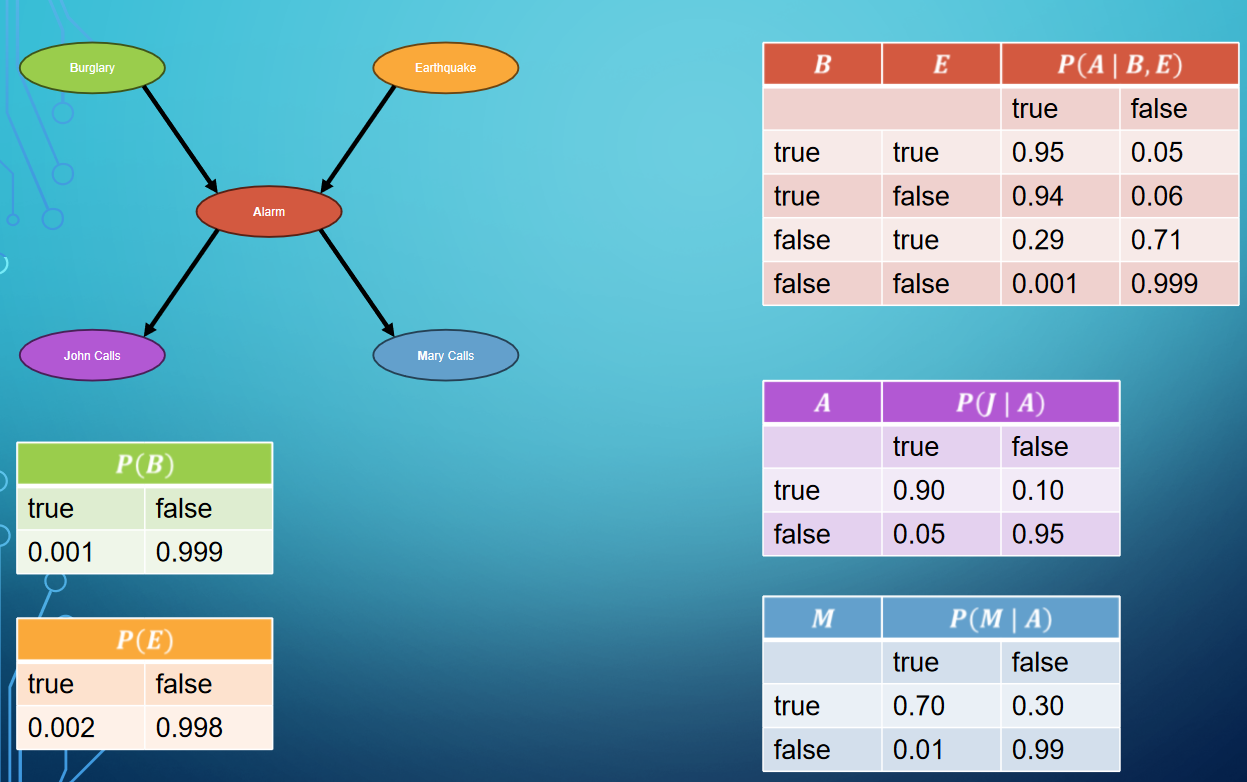 Burglary
Earthquake
Alarm
John Calls
Mary Calls
P(B)
true false
0.001 0.999
P(E)
true false
0.002 0.998
B E P(A | B, E)
true false
true true 0.95 0.05
true false 0.94 0.06
false true 0.29 0.71
false false 0.001 0.999
A P(J | A)
true false
true 0.90 0.10
false 0.05 0.95
M P(M | A)
true false
true 0.70 0.30
false 0.01 0.99